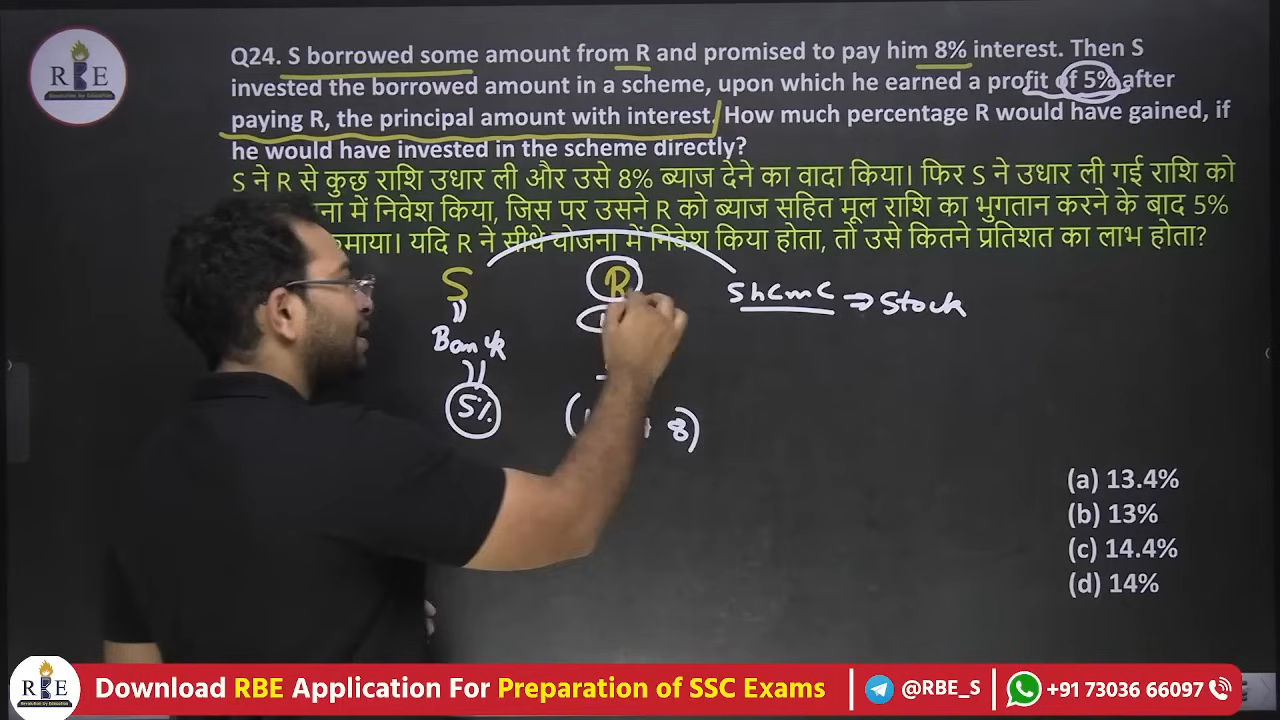 RBE
Revolution for Education
Q24. S borrowed some amount from R and promised to pay him 8% interest. Then S
invested the borrowed amount in a scheme, upon which he earned a profit of 5% after
paying R, the principal amount with interest. How much percentage R would have gained, if
he would have invested in the scheme directly?
S ने R से कुछ राशि उधार ली और उसे 8% ब्याज देने का वादा किया। फिर S ने उधार ली गई राशि को
में निवेश किया, जिस पर उसने R को ब्याज सहित मूल राशि का भुगतान करने के बाद 5%
कमाया। यदि R ने सीधे योजना में निवेश किया होता, तो उसे कितने प्रतिशत का लाभ होता?
S R
⇒ Stock
5%
8)
(a) 13.4%
(b) 13%
(c) 14.4%
(d) 14%
RBE Download RBE Application For Preparation of SSC Exams @RBE_S +91 73036 66097